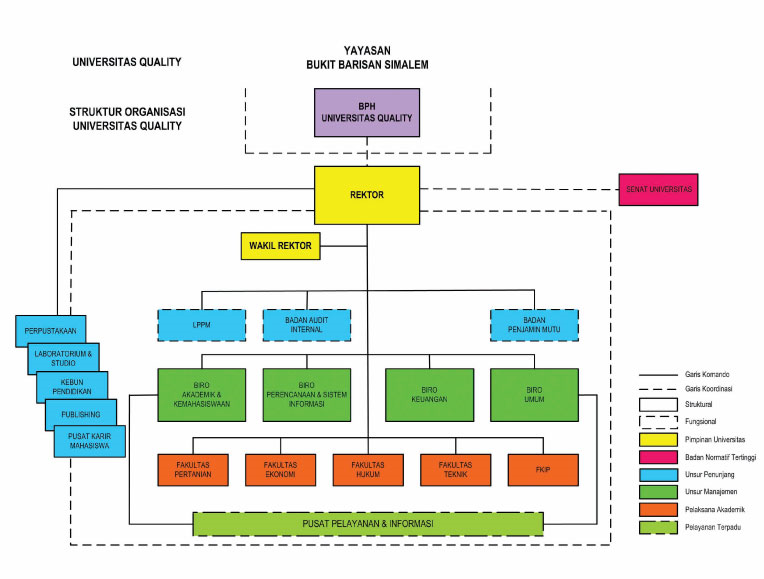 UNIVERSITAS QUALITY
YAYASAN
BUKIT BARISAN SIMALEM
STRUKTUR ORGANISASI
UNIVERSITAS QUALITY
BPH
UNIVERSITAS QUALITY
REKTOR
SENAT UNIVERSITAS
WAKIL REKTOR
LPPM
BADAN AUDIT
INTERNAL
BADAN
PENJAMIN MUTU
PERPUSTAKAAN
LABORATORIUM &
STUDIO
KEBUN
PENDIDIKAN
PUBLISHING
PUSAT KARIR
MAHASISWA
BIRO
AKADEMIK &
KEMAHASISWAAN
BIRO
PERENCANAAN & SISTEM
INFORMASI
BIRO
KEUANGAN
BIRO
UMUM
FAKULTAS
PERTANIAN
FAKULTAS
EKONOMI
FAKULTAS
HUKUM
FAKULTAS
TEKNIK
FKIP
PUSAT PELAYANAN & INFORMASI
Garis Komando
Garis Koordinasi
Struktural
Fungsional
Pimpinan Universitas
Badan Normatif Tertinggi
Unsur Penunjang
Unsur Manajemen
Pelaksana Akademik
Pelayanan Terpadu